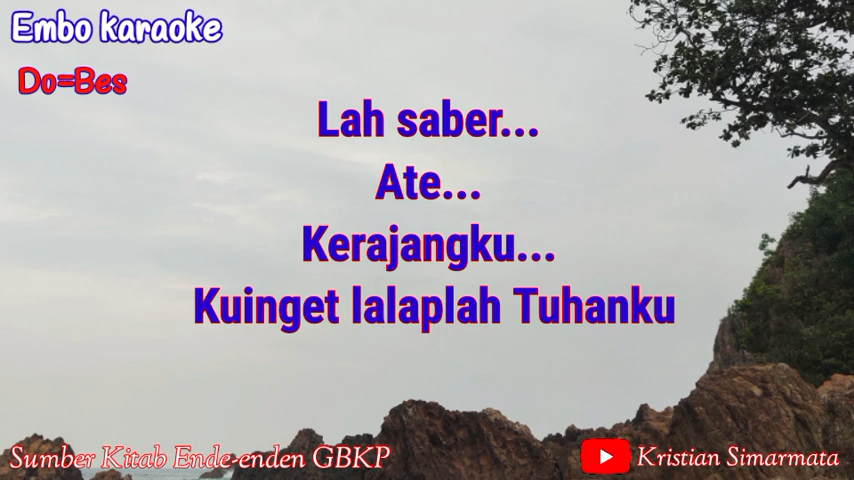 Embo karaoke
Do=Bes
Lah saber...
Ate...
Kerajangku...
Kuinget lalaplah Tuhanku
Sumber Kitab Ende-enden GBKP
Kristian Simarmata